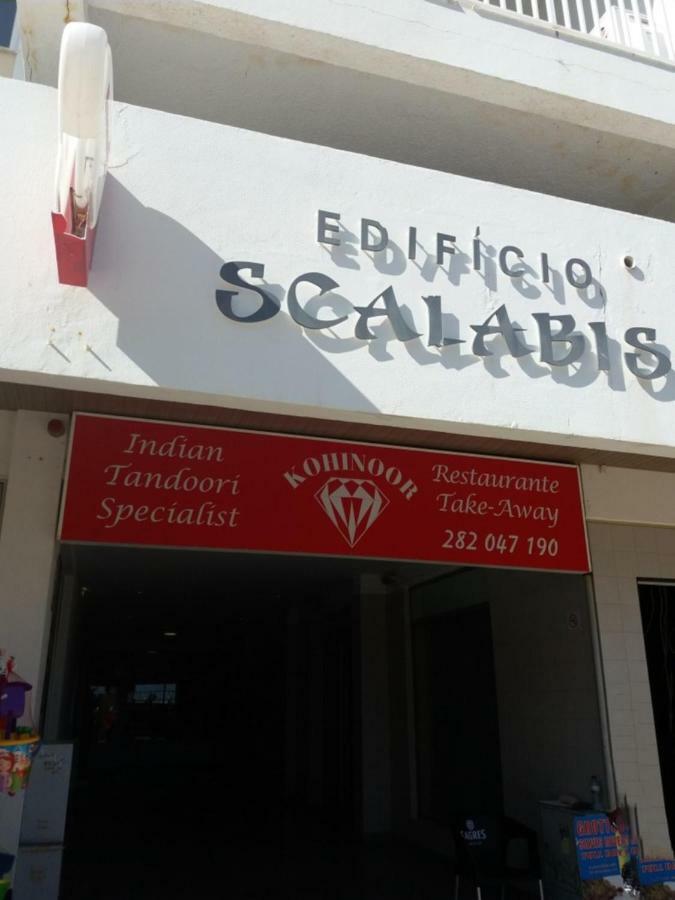 EDIFÍCIO
SCALABIS
Indian
Tandoori
Specialist
KOHINOOR
Restaurante
Take-Away
282 047 190
SAGRES